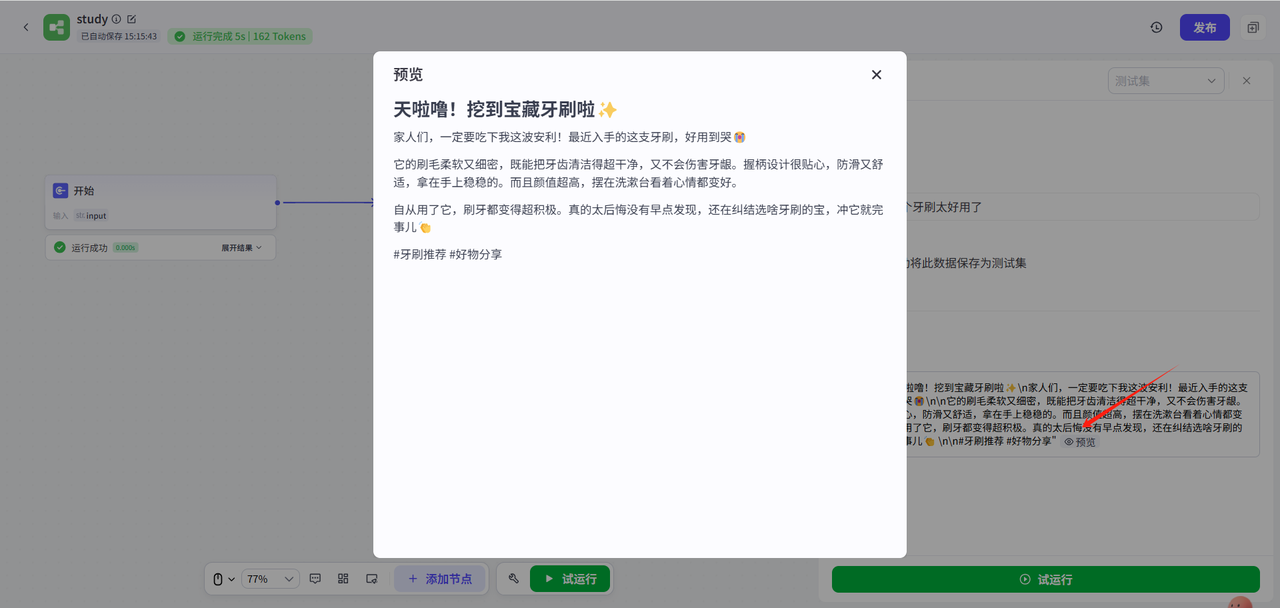 study
已自动保存 15:15:43
运行完成 5s | 162 Tokens
发布
预览
测试集
天啦噜！挖到宝藏牙刷啦✨
家人们，一定要吃下我这波安利！最近入手的这支牙刷，好用到哭😭
它的刷毛柔软又细密，既能把牙齿清洁得超干净，又不会伤害牙龈。握柄设计很贴心，防滑又舒
适，拿在手上稳稳的。而且颜值超高，摆在洗漱台看着心情都变好。
自从用了它，刷牙都变得超积极。真的太后悔没有早点发现，还在纠结选啥牙刷的宝，冲它就完
事儿👏
#牙刷推荐 #好物分享
开始
输入 str. input
运行成功 0.000s 展开结果
个牙刷太好用了
将此数据保存为测试集
啦噜！挖到宝藏牙刷啦✨\n家人们，一定要吃下我这波安利！最近入手的这支
哭😭\n\n它的刷毛柔软又细密，既能把牙齿清洁得超干净，又不会伤害牙龈。
心，防滑又舒适，拿在手上稳稳的。而且颜值超高，摆在洗漱台看着心情都变
用了它，刷牙都变得超积极。真的太后悔没有早点发现，还在纠结选啥牙刷的
事儿👏\n\n#牙刷推荐 #好物分享" 预览
77%
添加节点
试运行
试运行